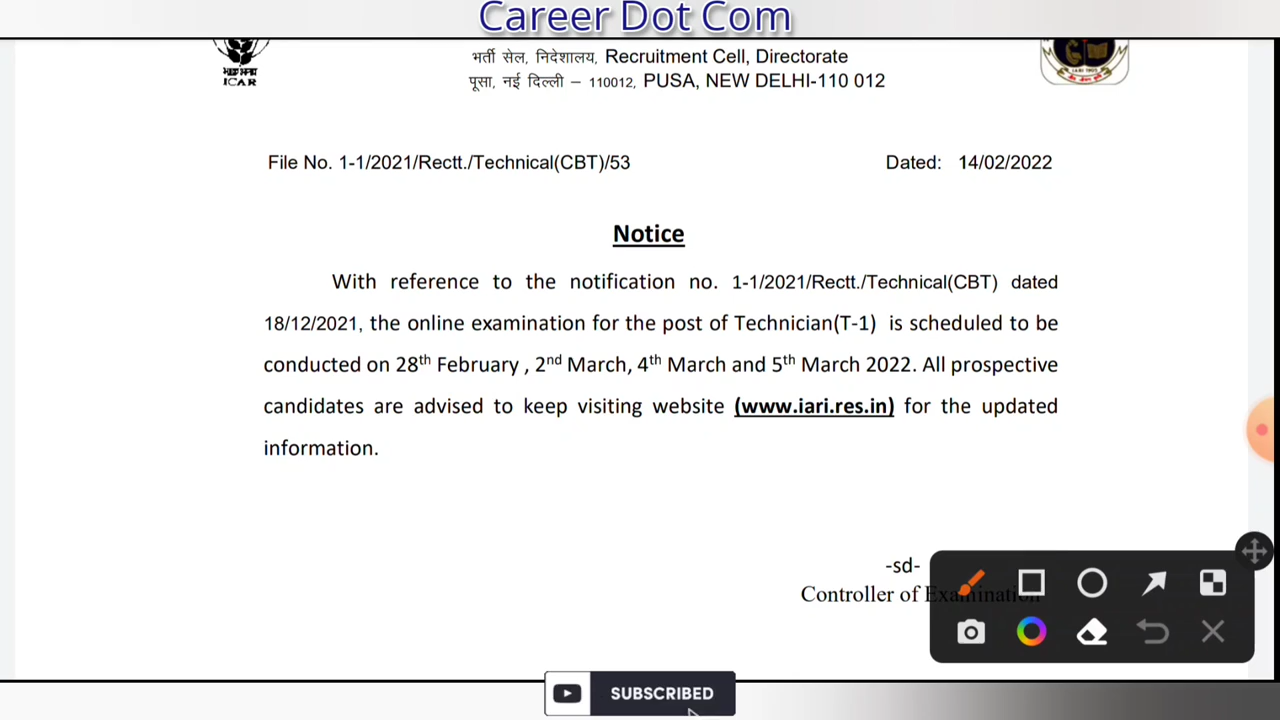 Career Dot Com
भर्ती सेल, निदेशालय, Recruitment Cell, Directorate
ICAR
पूसा, नई दिल्ली – 110012, PUSA, NEW DELHI-110 012
File No. 1-1/2021/Rectt./Technical(CBT)/53 Dated: 14/02/2022
Notice
With reference to the notification no. 1-1/2021/Rectt./Technical(CBT) dated
18/12/2021, the online examination for the post of Technician(T-1) is scheduled to be
conducted on 28th February , 2nd March, 4th March and 5th March 2022. All prospective
candidates are advised to keep visiting website (www.iari.res.in) for the updated
information.
-sd-
Controller of Examination
SUBSCRIBED